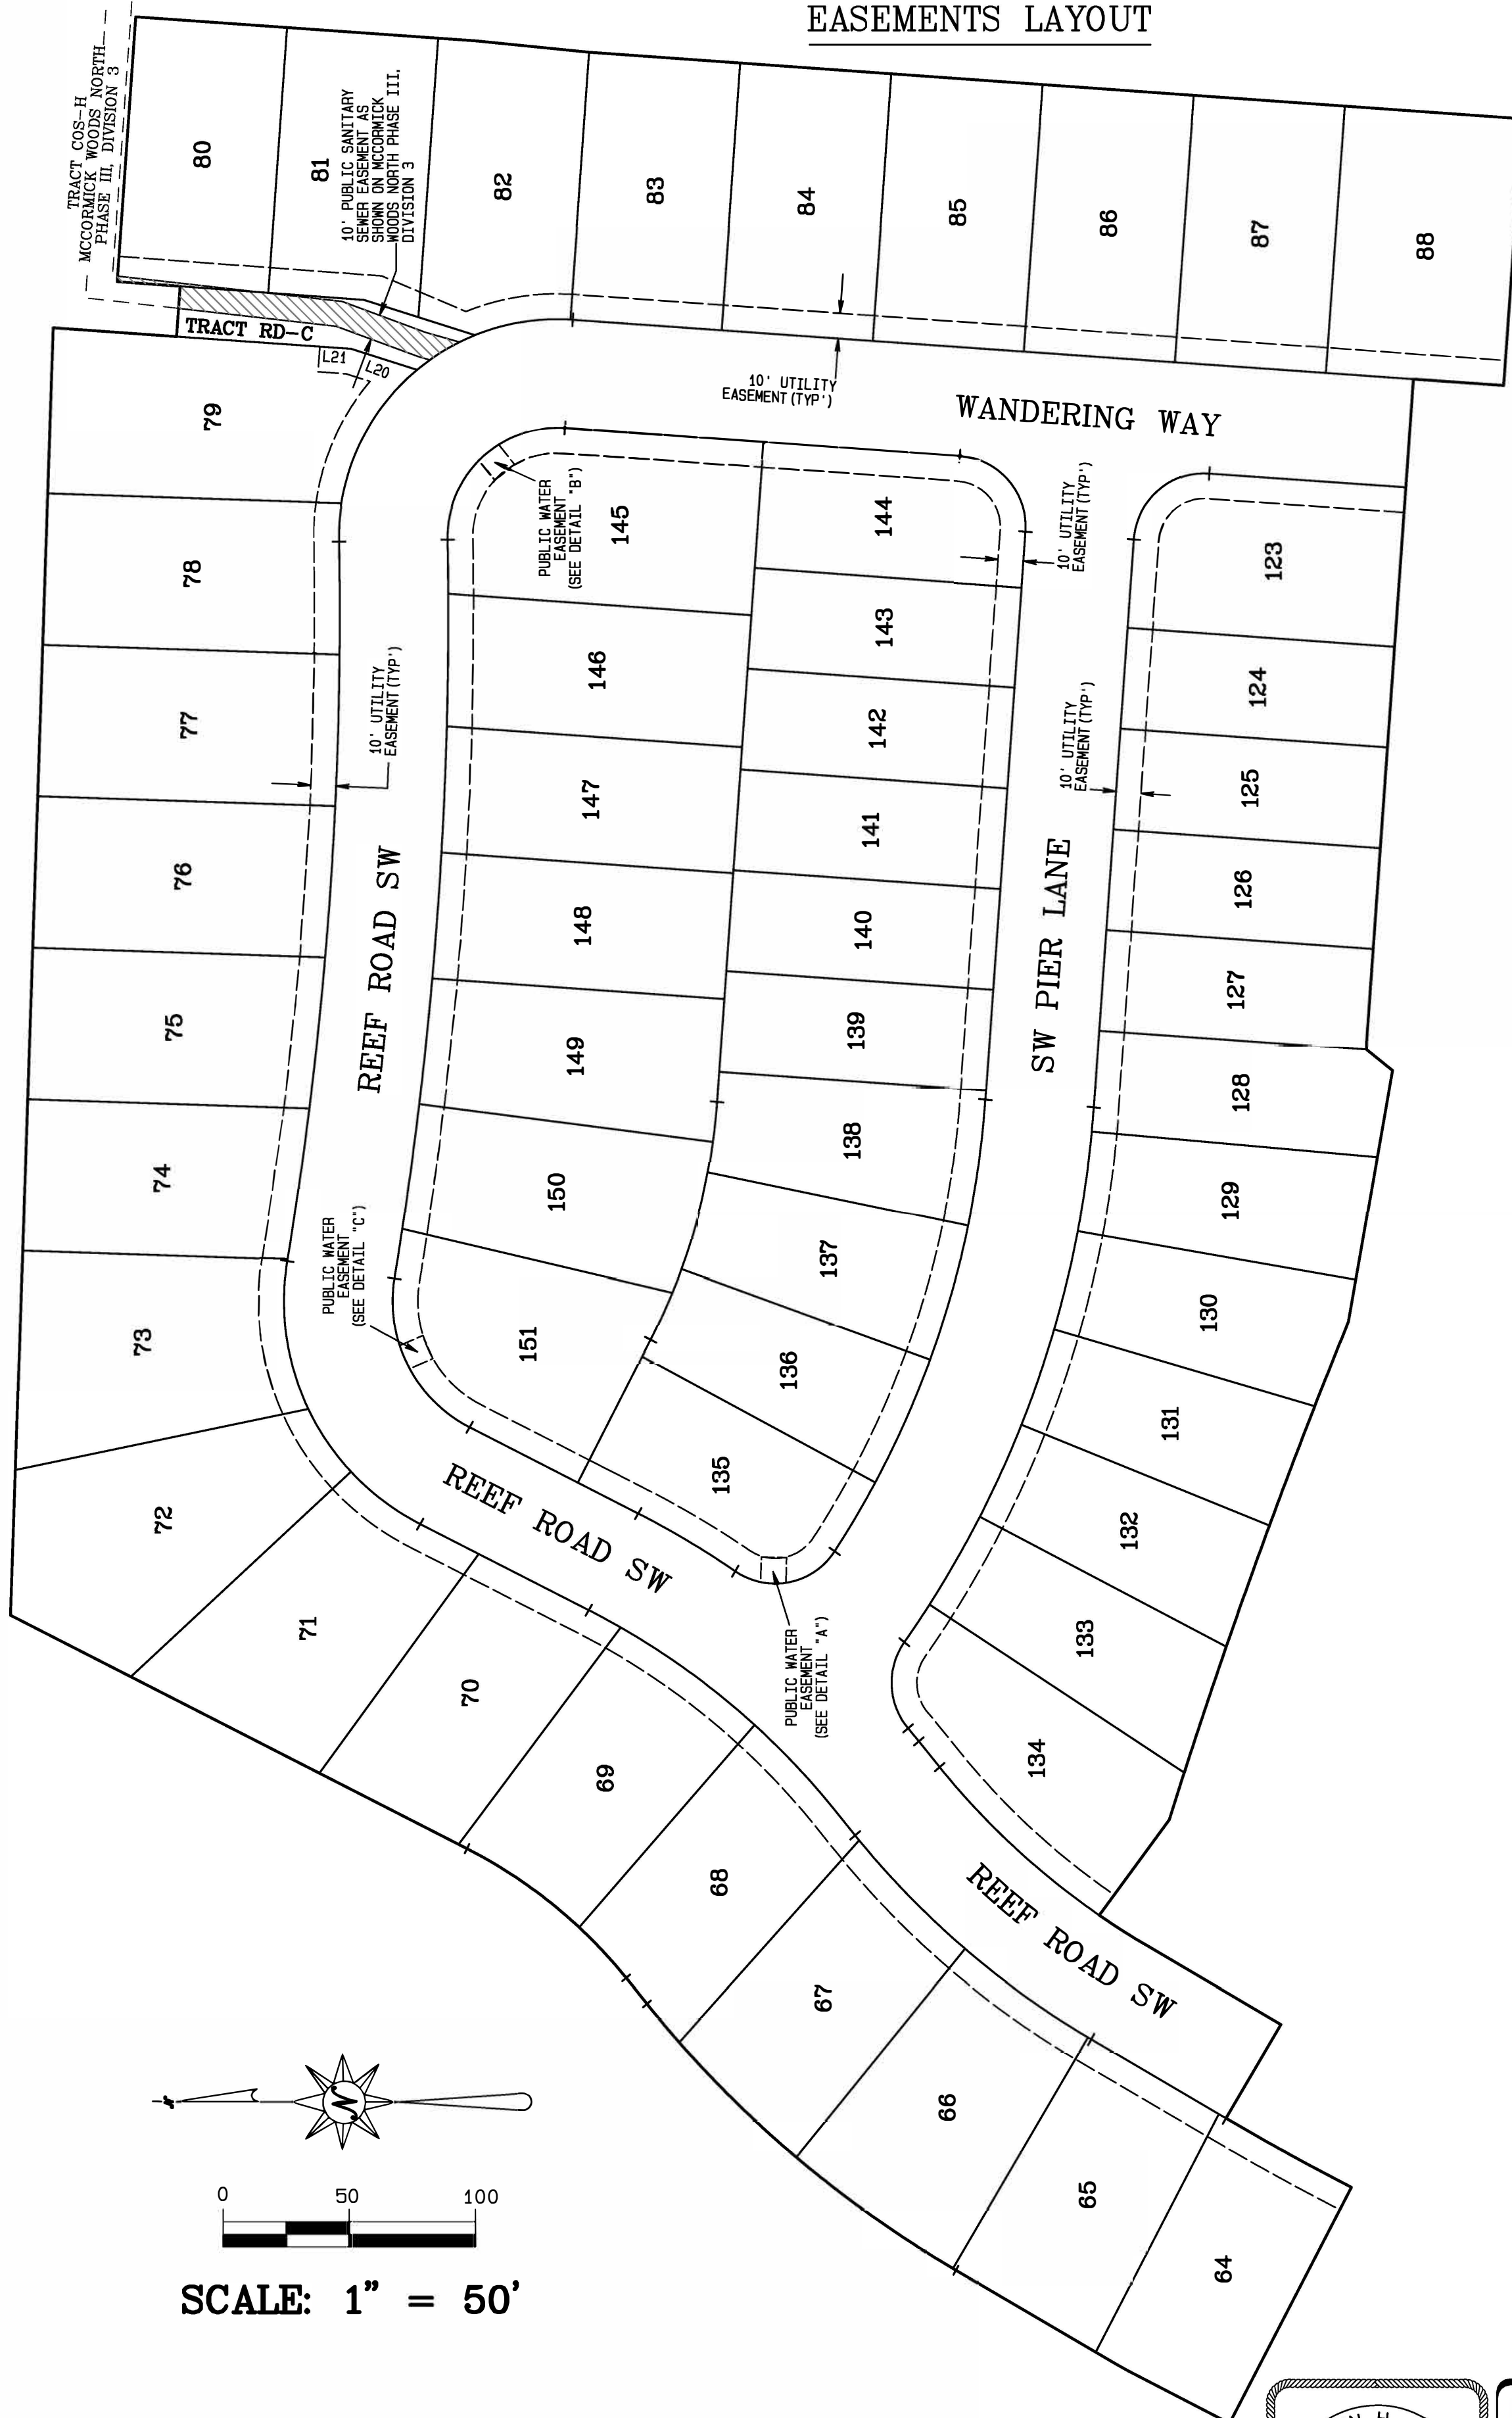 EASEMENTS LAYOUT
TRACT COS-H
MCCORMICK WOODS NORTH
PHASE III, DIVISION 3
80
81
10' PUBLIC SANITARY
SEWER EASEMENT AS
SHOWN ON MCCORMICK
WOODS NORTH PHASE III,
DIVISION 3
82
83
84
85
86
87
88
TRACT RD-C
L21
L20
10' UTILITY
EASEMENT (TYP')
WANDERING WAY
79
78
77
76
75
74
73
72
71
70
69
68
67
66
65
64
10' UTILITY
EASEMENT (TYP')
REEF ROAD SW
PUBLIC WATER
EASEMENT
(SEE DETAIL "B")
145
146
147
148
149
150
151
144
143
142
141
140
139
138
137
136
135
10' UTILITY
EASEMENT (TYP')
10' UTILITY
EASEMENT (TYP')
SW PIER LANE
123
124
125
126
127
128
129
130
131
132
133
134
PUBLIC WATER
EASEMENT
(SEE DETAIL "C")
REEF ROAD SW
PUBLIC WATER
EASEMENT
(SEE DETAIL "A")
REEF ROAD SW
N
0 50 100
SCALE: 1" = 50'